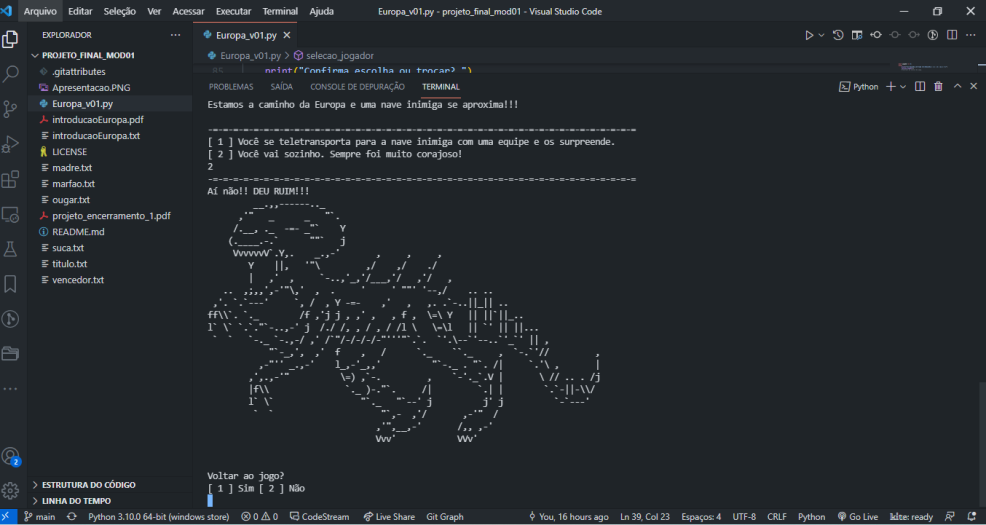 Arquivo Editar Seleção Ver Acessar Executar Terminal Ajuda Europa_v01.py - projeto_final_mod01 - Visual Studio Code
EXPLORADOR
PROJETO_FINAL_MOD01
.gitattributes
Apresentacao.PNG
Europa_v01.py
introducaoEuropa.pdf
introducaoEuropa.txt
LICENSE
madre.txt
marfao.txt
ougar.txt
projeto_encerramento_1.pdf
README.md
suca.txt
titulo.txt
vencedor.txt
ESTRUTURA DO CÓDIGO
LINHA DO TEMPO
Europa_v01.py
Europa_v01.py > selecao_jogador
85 print("Confirma escolha ou trocar? ")
PROBLEMAS SAÍDA CONSOLE DE DEPURAÇÃO TERMINAL Python
Estamos a caminho da Europa e uma nave inimiga se aproxima!!!
[ 1 ] Você se teletransporta para a nave inimiga com uma equipe e os surpreende.
[ 2 ] Você vai sozinho. Sempre foi muito corajoso!
2
Aí não!! DEU RUIM!!!
Voltar ao jogo?
[ 1 ] Sim [ 2 ] Não
2
main Python 3.10.0 64-bit (windows store) 0 0 CodeStream Live Share Git Graph You, 16 hours ago Ln 39, Col 23 Espaços: 4 UTF-8 CRLF Python Go Live kite: ready